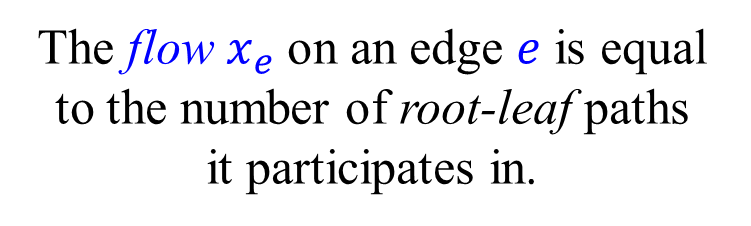 The flow xₑ on an edge e is equal
to the number of root-leaf paths
it participates in.